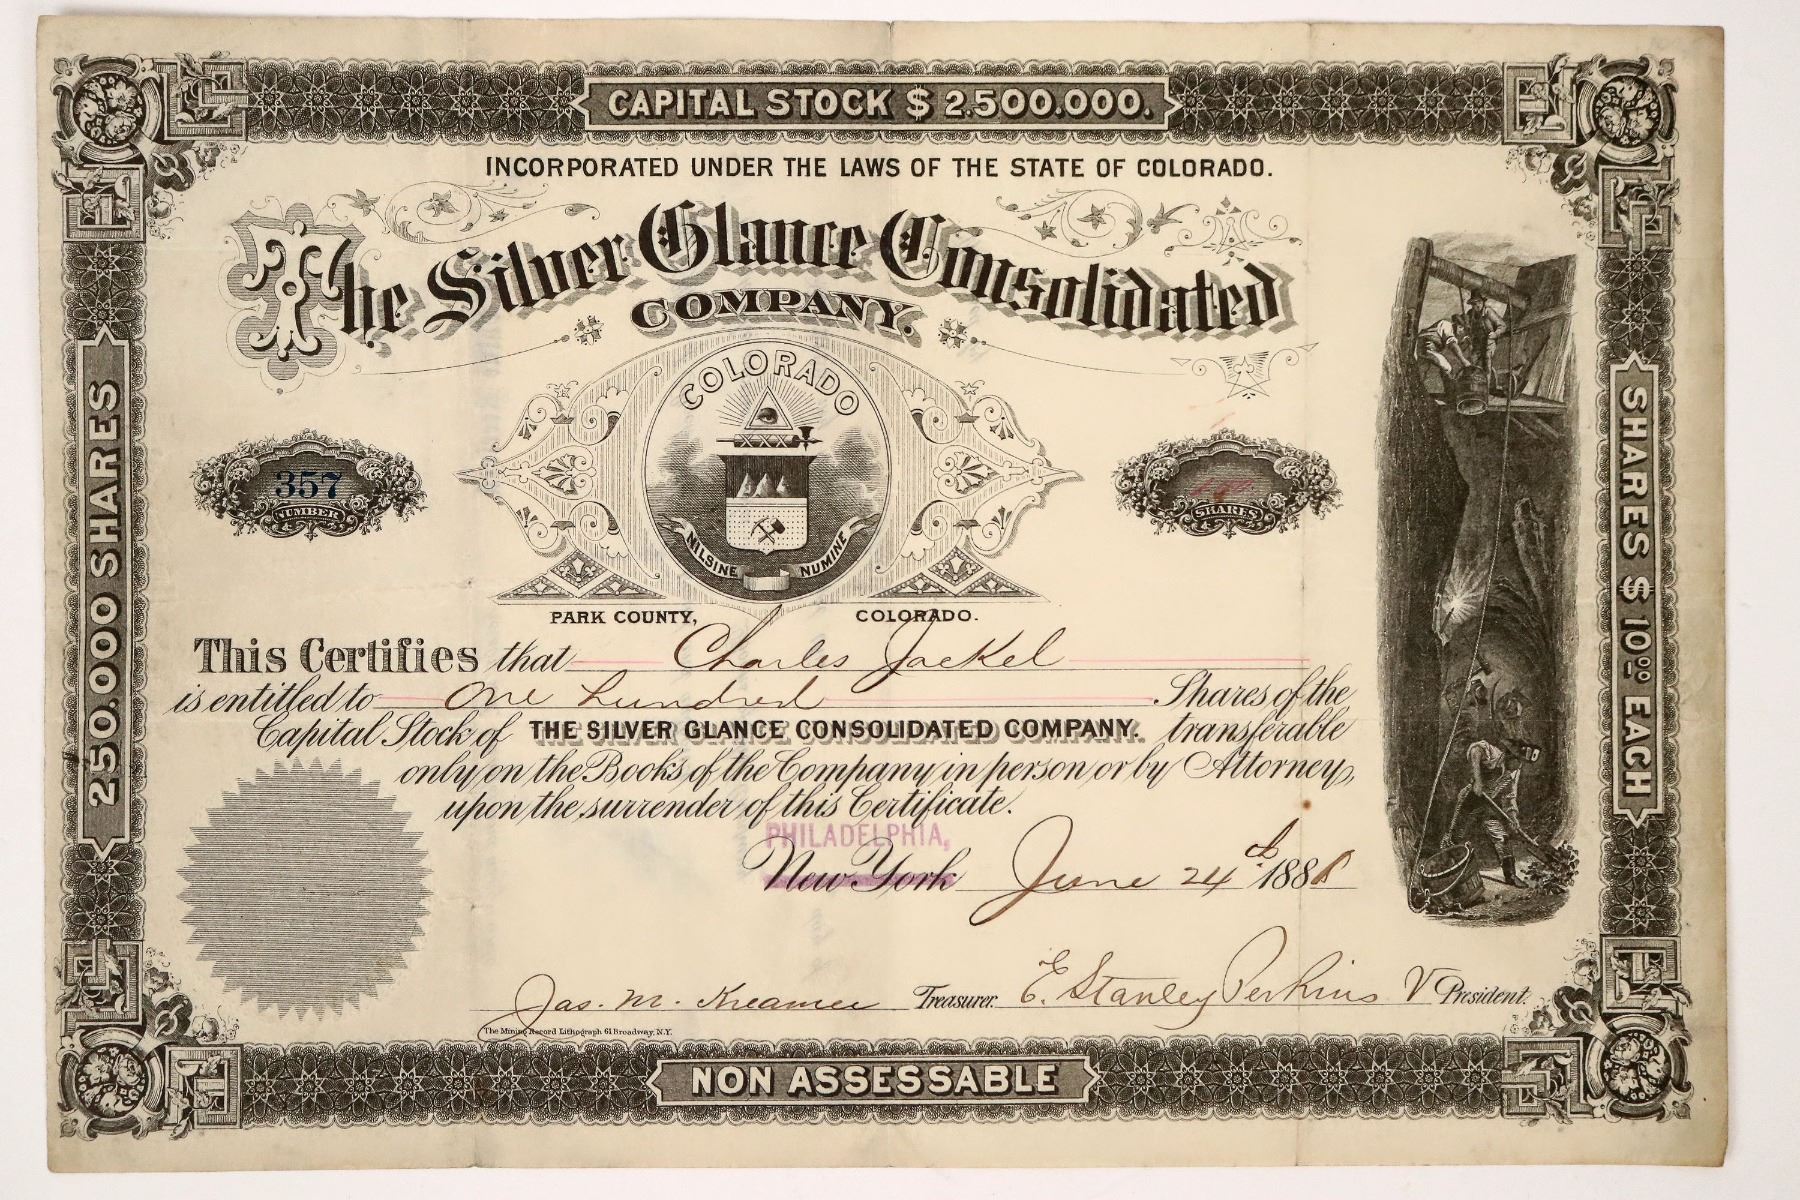 CAPITAL STOCK $ 2.500.000.
INCORPORATED UNDER THE LAWS OF THE STATE OF COLORADO.
The Silver Glance Consolidated
COMPANY.
COLORADO
250.000 SHARES
SHARES $ 10.00 EACH
357
NUMBER
100
SHARES
NIL SINE NUMINE
PARK COUNTY, COLORADO.
This Certifies that Charles Jackel
is entitled to One hundred Shares of the
Capital Stock of THE SILVER GLANCE CONSOLIDATED COMPANY. transferable
only on the Books of the Company in person or by Attorney,
upon the surrender of this Certificate.
PHILADELPHIA,
New York June 24th 1881
Jas. M. Kreamer Treasurer. E. Stanley Perkins V President.
The Mining Record Lithograph 61 Broadway, N.Y.
NON ASSESSABLE